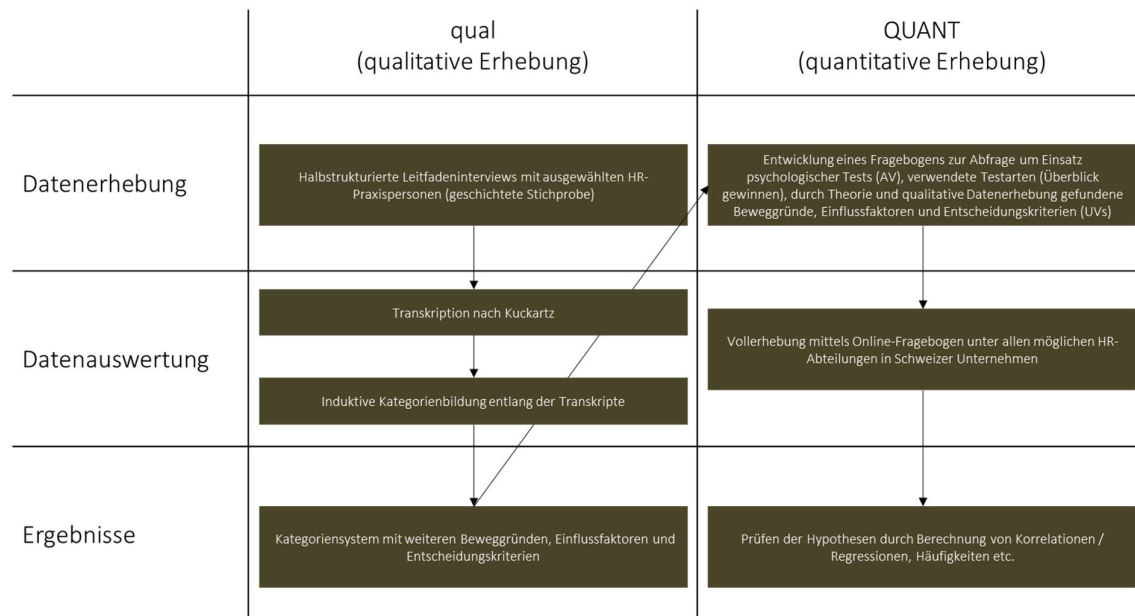 qual
(qualitative Erhebung)
QUANT
(quantitative Erhebung)
Datenerhebung
Halbstrukturierte Leitfadeninterviews mit ausgewählten HR-
Praxispersonen (geschichtete Stichprobe)
Entwicklung eines Fragebogens zur Abfrage um Einsatz
psychologischer Tests (AV), verwendete Testarten (Überblick
gewinnen), durch Theorie und qualitative Datenerhebung gefundene
Beweggründe, Einflussfaktoren und Entscheidungskriterien (UVs)
Datenauswertung
Transkription nach Kuckartz
Induktive Kategorienbildung entlang der Transkripte
Vollerhebung mittels Online-Fragebogen unter allen möglichen HR-
Abteilungen in Schweizer Unternehmen
Ergebnisse
Kategoriensystem mit weiteren Beweggründen, Einflussfaktoren und
Entscheidungskriterien
Prüfen der Hypothesen durch Berechnung von Korrelationen /
Regressionen, Häufigkeiten etc.